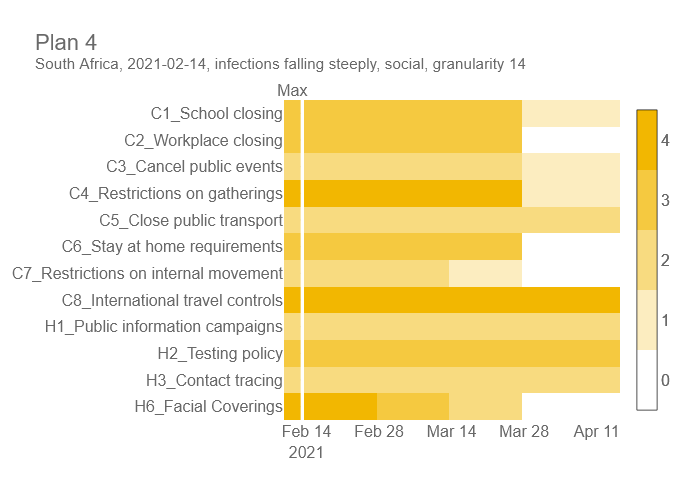 Plan 4
South Africa, 2021-02-14, infections falling steeply, social, granularity 14
Max
C1_School closing
C2_Workplace closing
C3_Cancel public events
C4_Restrictions on gatherings
C5_Close public transport
C6_Stay at home requirements
C7_Restrictions on internal movement
C8_International travel controls
H1_Public information campaigns
H2_Testing policy
H3_Contact tracing
H6_Facial Coverings
Feb 14 Feb 28 Mar 14 Mar 28 Apr 11
2021
4
3
2
1
0